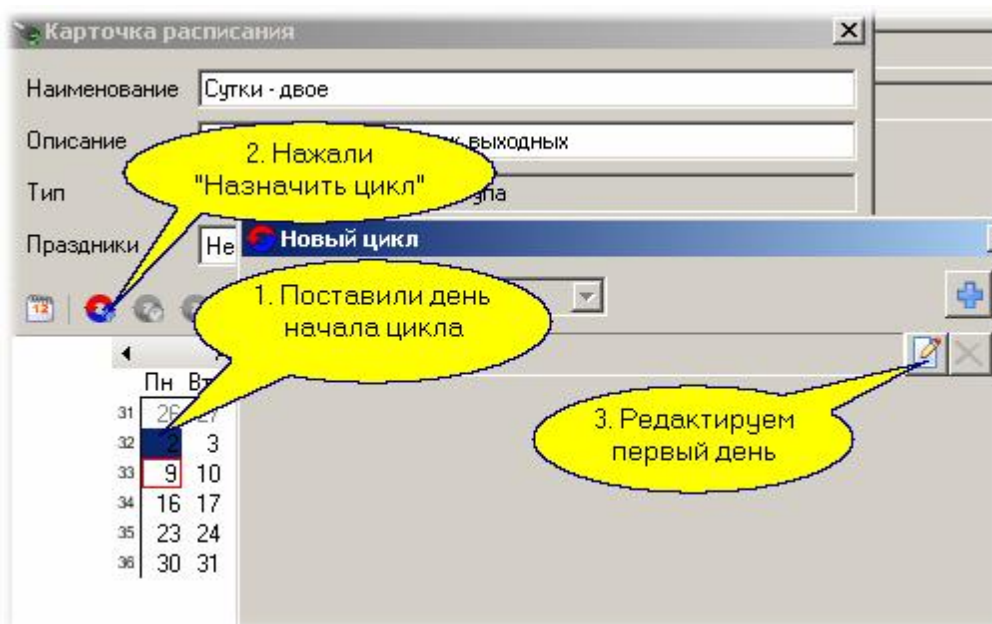 Карточка расписания
Наименование Сутки - двое
Описание выходных
2. Нажали
"Назначить цикл"
Тип
Праздники Не
Новый цикл
1. Поставили день
начала цикла
12
Пн Вт
31 26 27
32 2 3
33 9 10
34 16 17
35 23 24
36 30 31
3. Редактируем
первый день